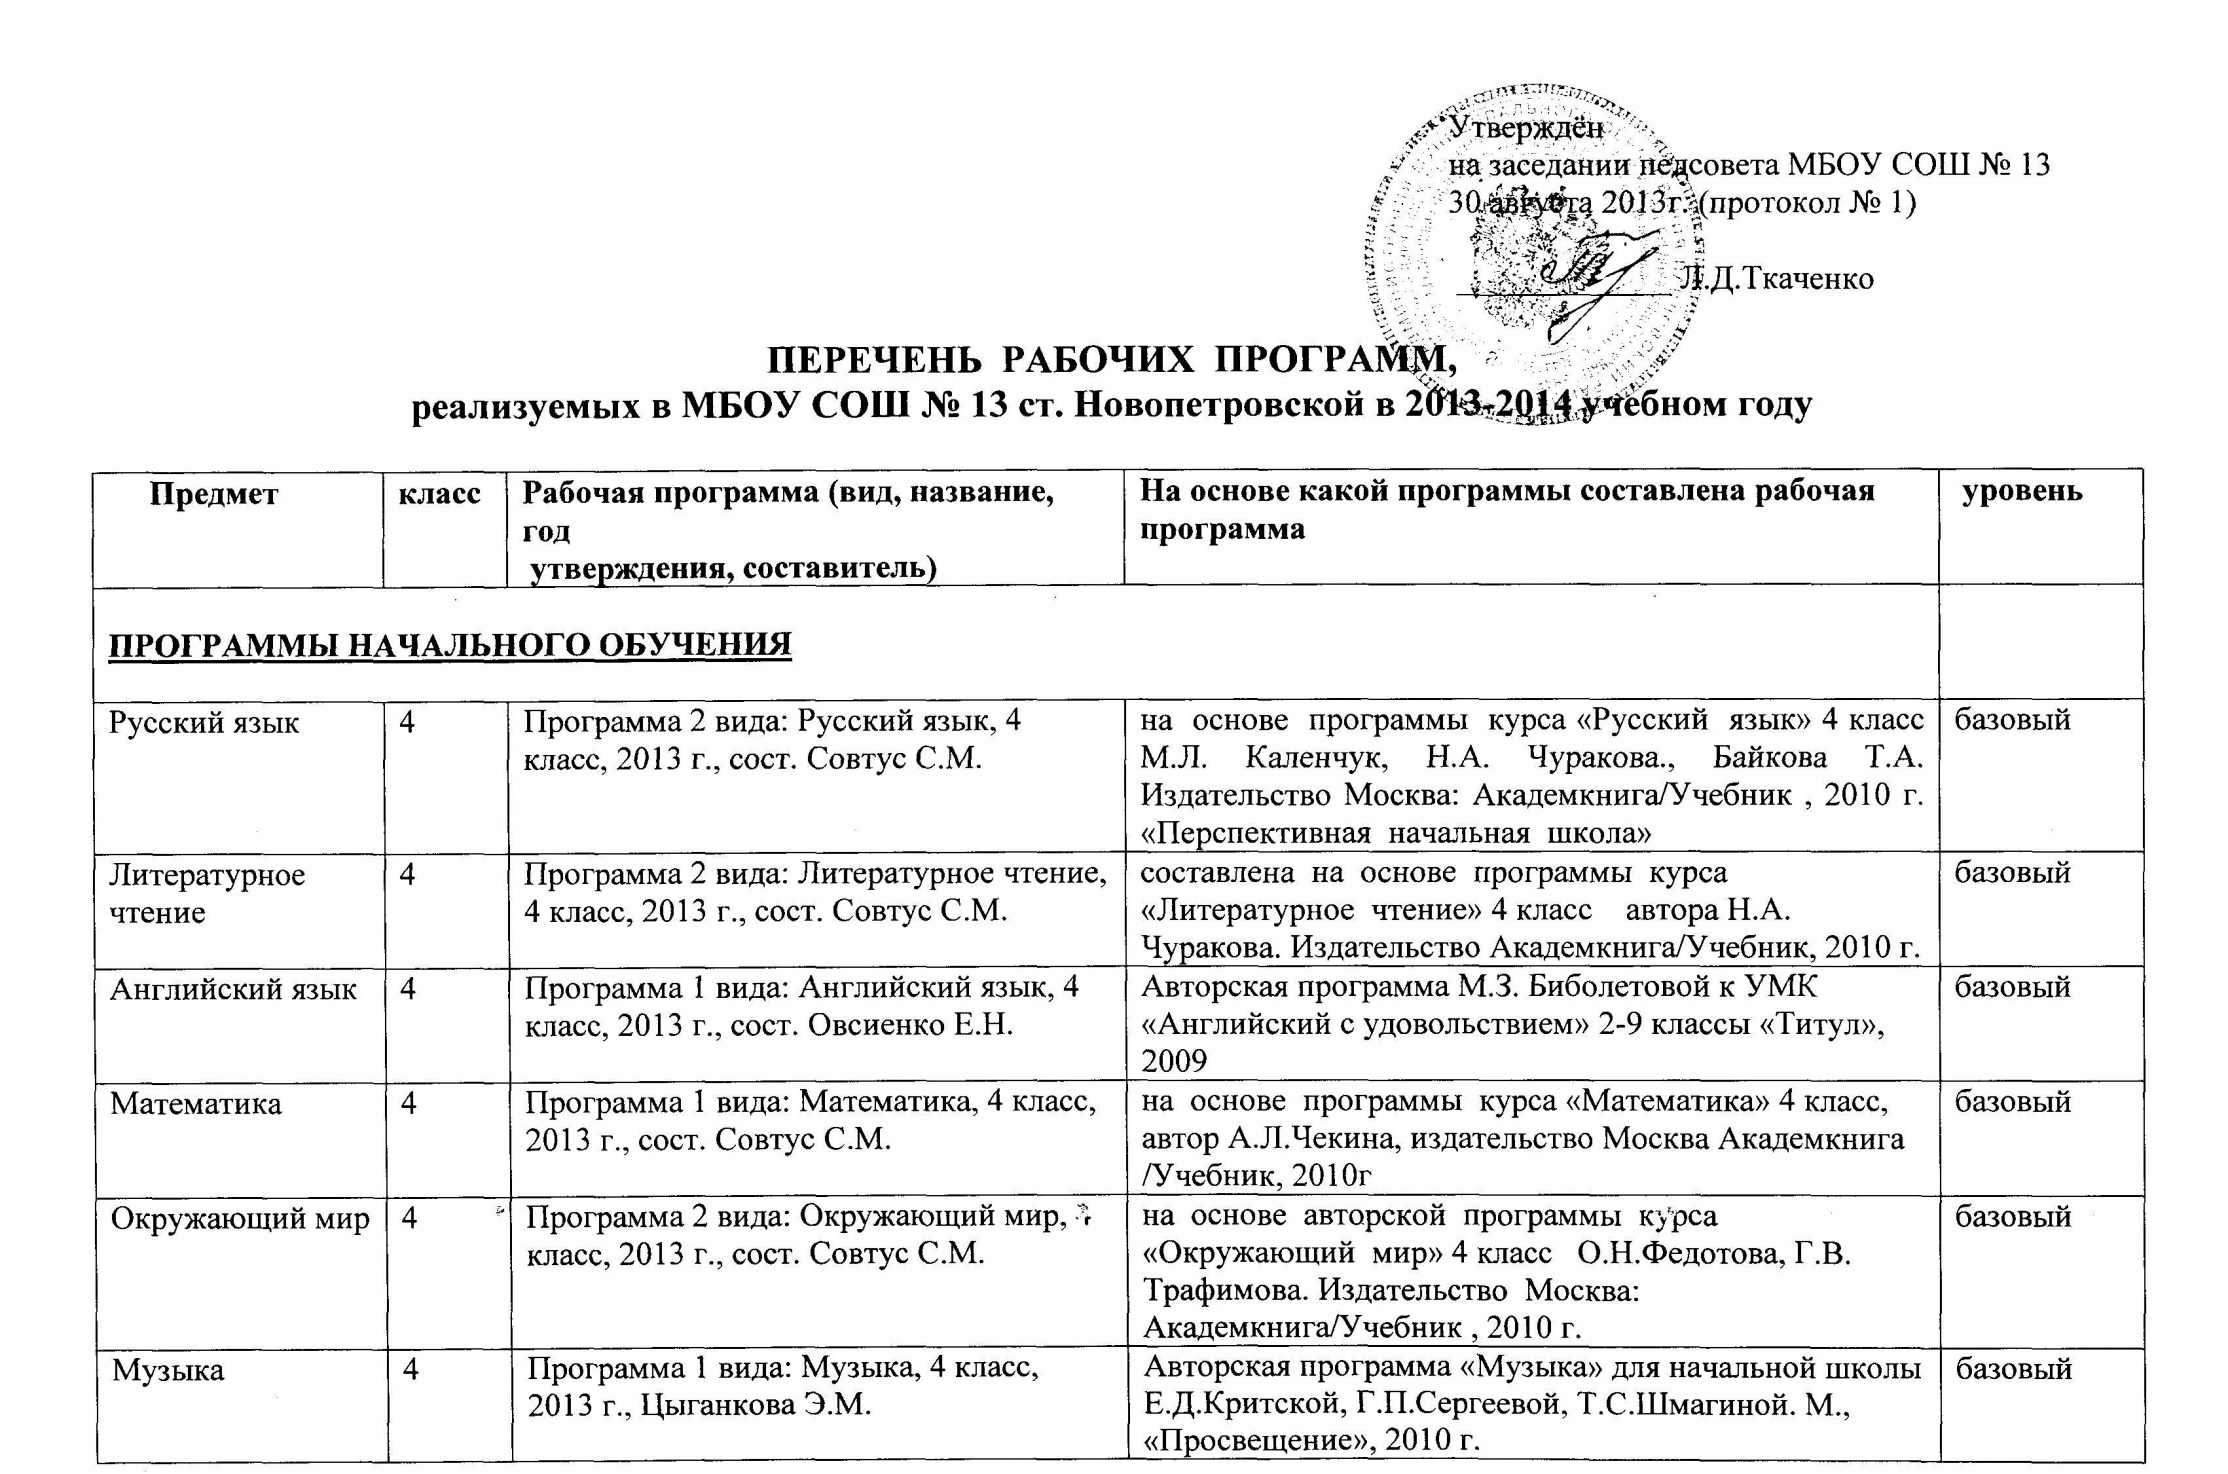 Утверждён
на заседании педсовета МБОУ СОШ № 13
30 августа 2013г. (протокол № 1)
Л.Д.Ткаченко
ПЕРЕЧЕНЬ РАБОЧИХ ПРОГРАММ,
реализуемых в МБОУ СОШ № 13 ст. Новопетровской в 2013-2014 учебном году
Предмет
класс
Рабочая программа (вид, название,
год
утверждения, составитель)
На основе какой программы составлена рабочая
программа
уровень
ПРОГРАММЫ НАЧАЛЬНОГО ОБУЧЕНИЯ
Русский язык
4
Программа 2 вида: Русский язык, 4
класс, 2013 г., сост. Совтус С.М.
на основе программы курса «Русский язык» 4 класс
М.Л. Каленчук, Н.А. Чуракова., Байкова Т.А.
Издательство Москва: Академкнига/Учебник , 2010 г.
«Перспективная начальная школа»
базовый
Литературное
чтение
4
Программа 2 вида: Литературное чтение,
4 класс, 2013 г., сост. Совтус С.М.
составлена на основе программы курса
«Литературное чтение» 4 класс автора Н.А.
Чуракова. Издательство Академкнига/Учебник, 2010 г.
базовый
Английский язык
4
Программа 1 вида: Английский язык, 4
класс, 2013 г., сост. Овсиенко Е.Н.
Авторская программа М.З. Биболетовой к УМК
«Английский с удовольствием» 2-9 классы «Титул»,
2009
базовый
Математика
4
Программа 1 вида: Математика, 4 класс,
2013 г., сост. Совтус С.М.
на основе программы курса «Математика» 4 класс,
автор А.Л.Чекина, издательство Москва Академкнига
/Учебник, 2010г
базовый
Окружающий мир
4
Программа 2 вида: Окружающий мир,
класс, 2013 г., сост. Совтус С.М.
на основе авторской программы курса
«Окружающий мир» 4 класс О.Н.Федотова, Г.В.
Трафимова. Издательство Москва:
Академкнига/Учебник , 2010 г.
базовый
Музыка
4
Программа 1 вида: Музыка, 4 класс,
2013 г., Цыганкова Э.М.
Авторская программа «Музыка» для начальной школы
Е.Д.Критской, Г.П.Сергеевой, Т.С.Шмагиной. М.,
«Просвещение», 2010 г.
базовый